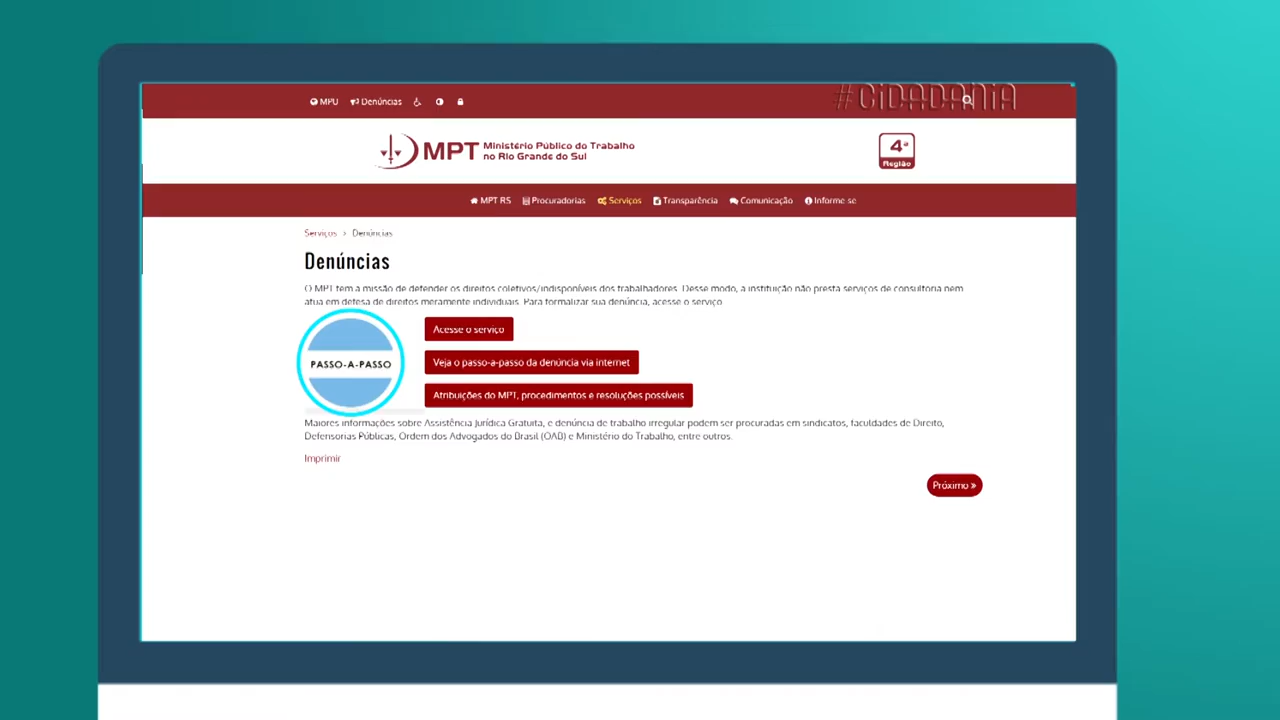 #CIDADANIA
MPU Denúncias
MPT Ministério Público do Trabalho
no Rio Grande do Sul
4ª
Região
MPT RS Procuradorias Serviços Transparência Comunicação Informe-se
Serviços > Denúncias
Denúncias
O MPT tem a missão de defender os direitos coletivos/indisponíveis dos trabalhadores. Desse modo, a instituição não presta serviços de consultoria nem
atua em defesa de direitos meramente individuais. Para formalizar sua denúncia, acesse o serviço
PASSO-A-PASSO
Acesse o serviço
Veja o passo-a-passo da denúncia via internet
Atribuições do MPT, procedimentos e resoluções possíveis
Maiores informações sobre Assistência Jurídica Gratuita, e denúncia de trabalho irregular podem ser procuradas em sindicatos, faculdades de Direito,
Defensorias Públicas, Ordem dos Advogados do Brasil (OAB) e Ministério do Trabalho, entre outros.
Imprimir
Próximo »